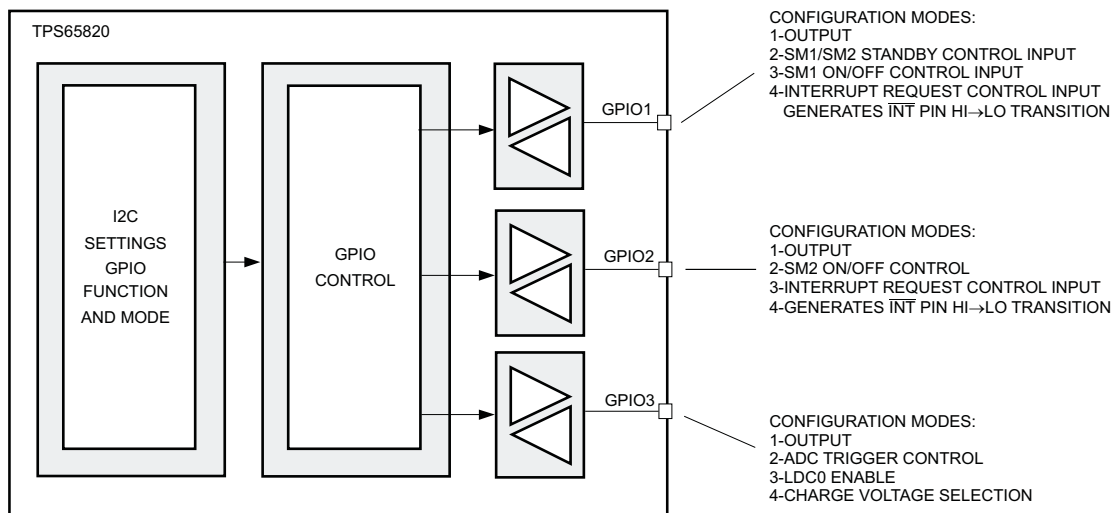 TPS65820
I2C
SETTINGS
GPIO
FUNCTION
AND MODE
GPIO
CONTROL
GPIO1
GPIO2
GPIO3
CONFIGURATION MODES:
1-OUTPUT
2-SM1/SM2 STANDBY CONTROL INPUT
3-SM1 ON/OFF CONTROL INPUT
4-INTERRUPT REQUEST CONTROL INPUT
GENERATES INT PIN HI→LO TRANSITION
CONFIGURATION MODES:
1-OUTPUT
2-SM2 ON/OFF CONTROL
3-INTERRUPT REQUEST CONTROL INPUT
4-GENERATES INT PIN HI→LO TRANSITION
CONFIGURATION MODES:
1-OUTPUT
2-ADC TRIGGER CONTROL
3-LDC0 ENABLE
4-CHARGE VOLTAGE SELECTION